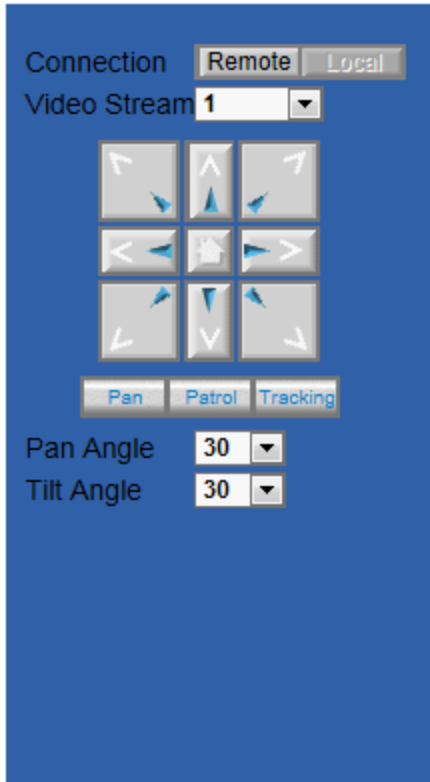 Connection Remote Local
Video Stream 1
Pan Patrol Tracking
Pan Angle 30
Tilt Angle 30